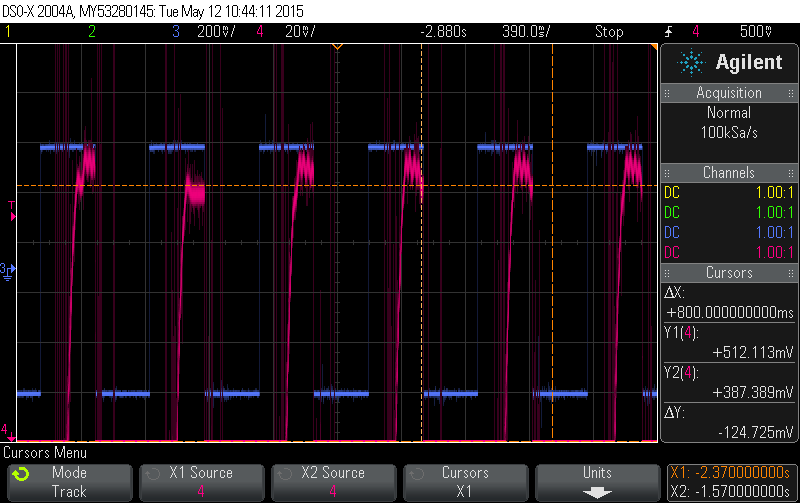 DSO-X 2004A, MY53280145: Tue May 12 10:44:11 2015
1 2 3 200mV/ 4 20V/ -2.880s 390.0ms/ Stop 4 500mV
Agilent
Acquisition
Normal
100kSa/s
Channels
DC 1.00:1
DC 1.00:1
DC 1.00:1
DC 1.00:1
Cursors
ΔX:
+800.000000000ms
Y1(4):
+512.113mV
Y2(4):
+387.389mV
ΔY:
-124.725mV
T
3
4
Cursors Menu
Mode
Track
X1 Source
4
X2 Source
4
Cursors
X1
Units
X1: -2.370000000s
X2: -1.570000000s